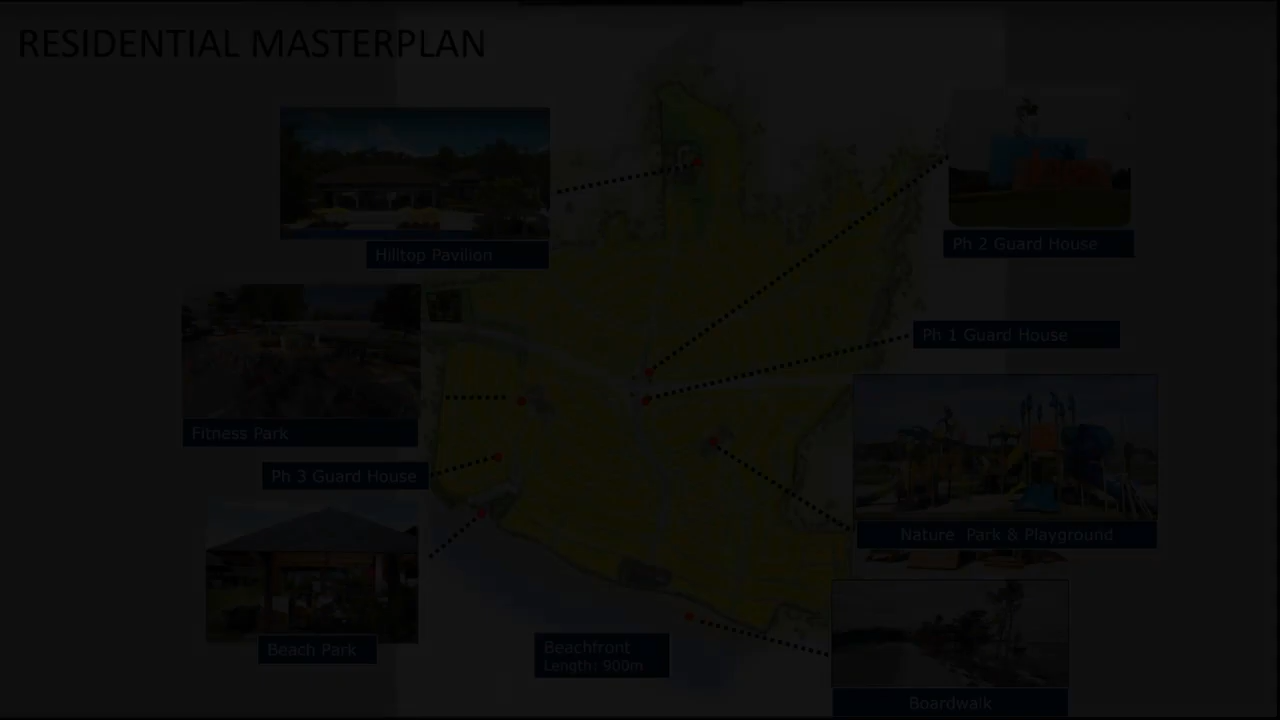 RESIDENTIAL MASTERPLAN
Hilltop Pavilion
Ph 2 Guard House
Ph 1 Guard House
Fitness Park
Ph 3 Guard House
Nature Park & Playground
Beach Park
Beachfront
Length: 900m
Boardwalk